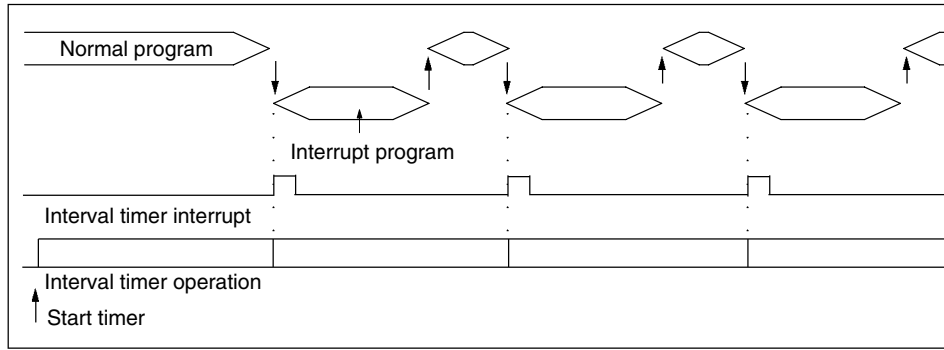 Normal program
Interrupt program
Interval timer interrupt
Interval timer operation
Start timer